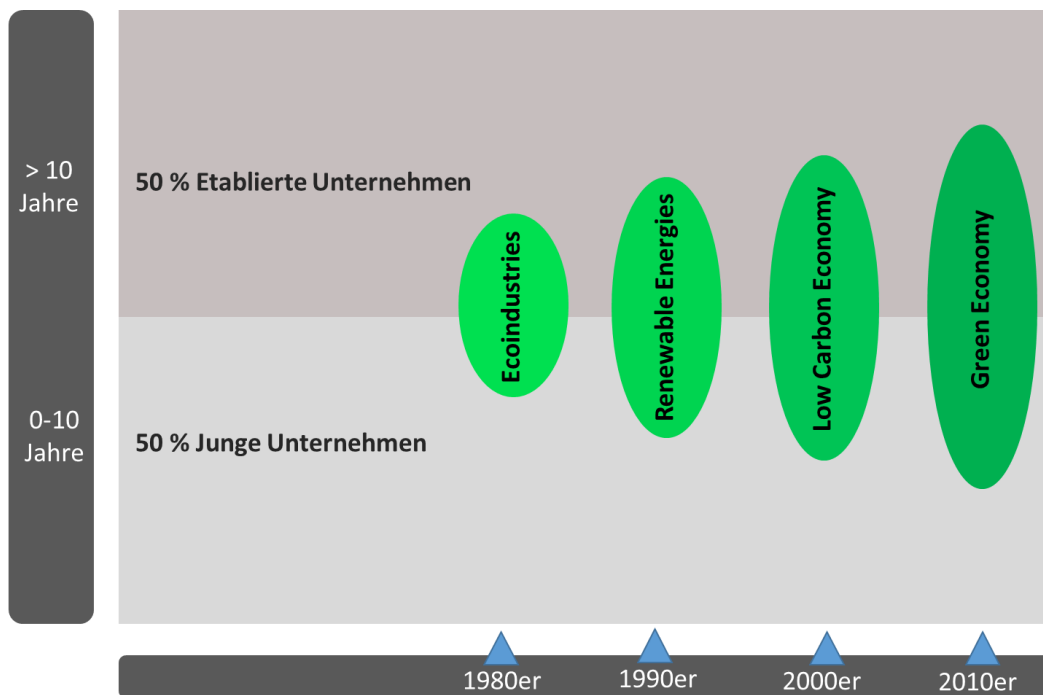 > 10
Jahre
50 % Etablierte Unternehmen
0-10
Jahre
50 % Junge Unternehmen
Ecoindustries
Renewable Energies
Low Carbon Economy
Green Economy
1980er
1990er
2000er
2010er